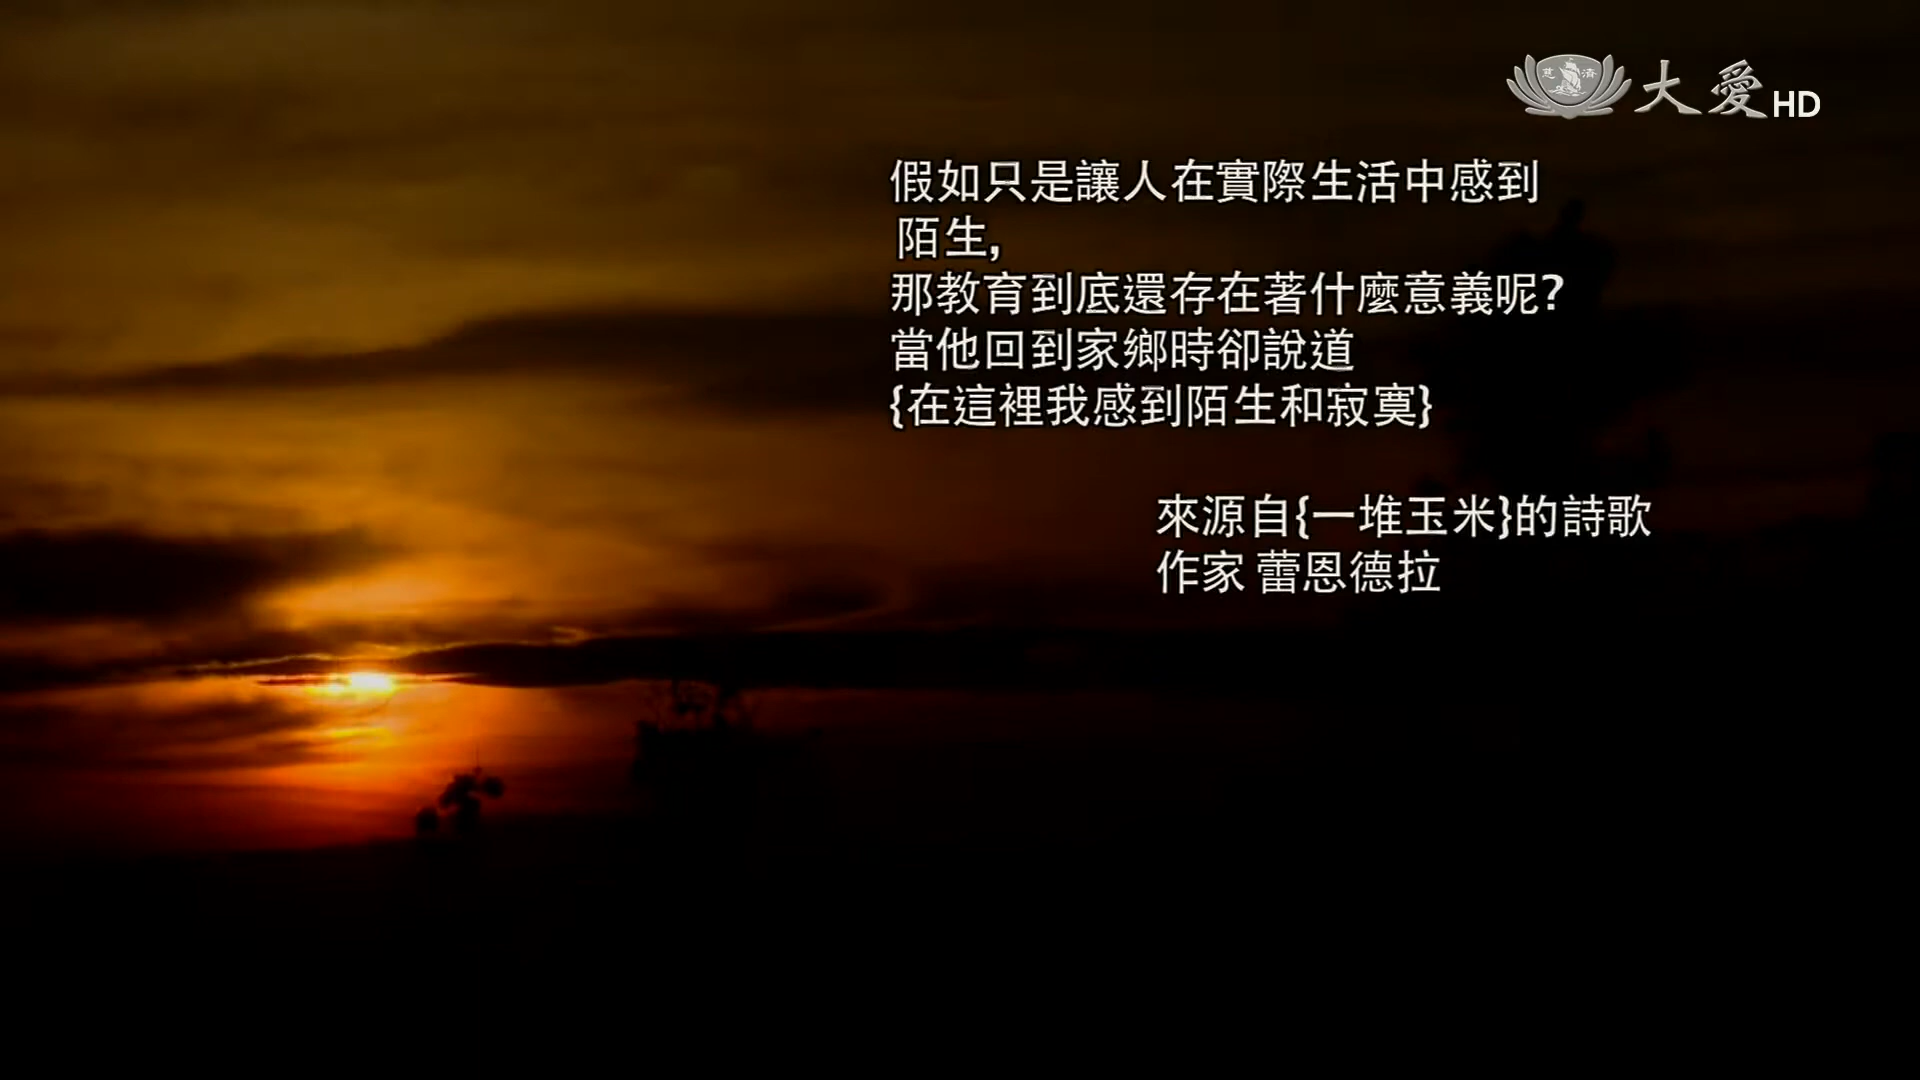 慈濟
大愛HD
假如只是讓人在實際生活中感到
陌生,
那教育到底還存在著什麼意義呢?
當他回到家鄉時卻說道
{在這裡我感到陌生和寂寞}
來源自{一堆玉米}的詩歌
作家 蕾恩德拉